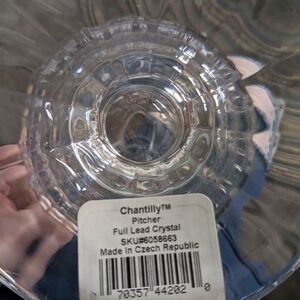 Chantilly™
Pitcher
Full Lead Crystal
SKU#6058663
Made in Czech Republic
70357 44202 0